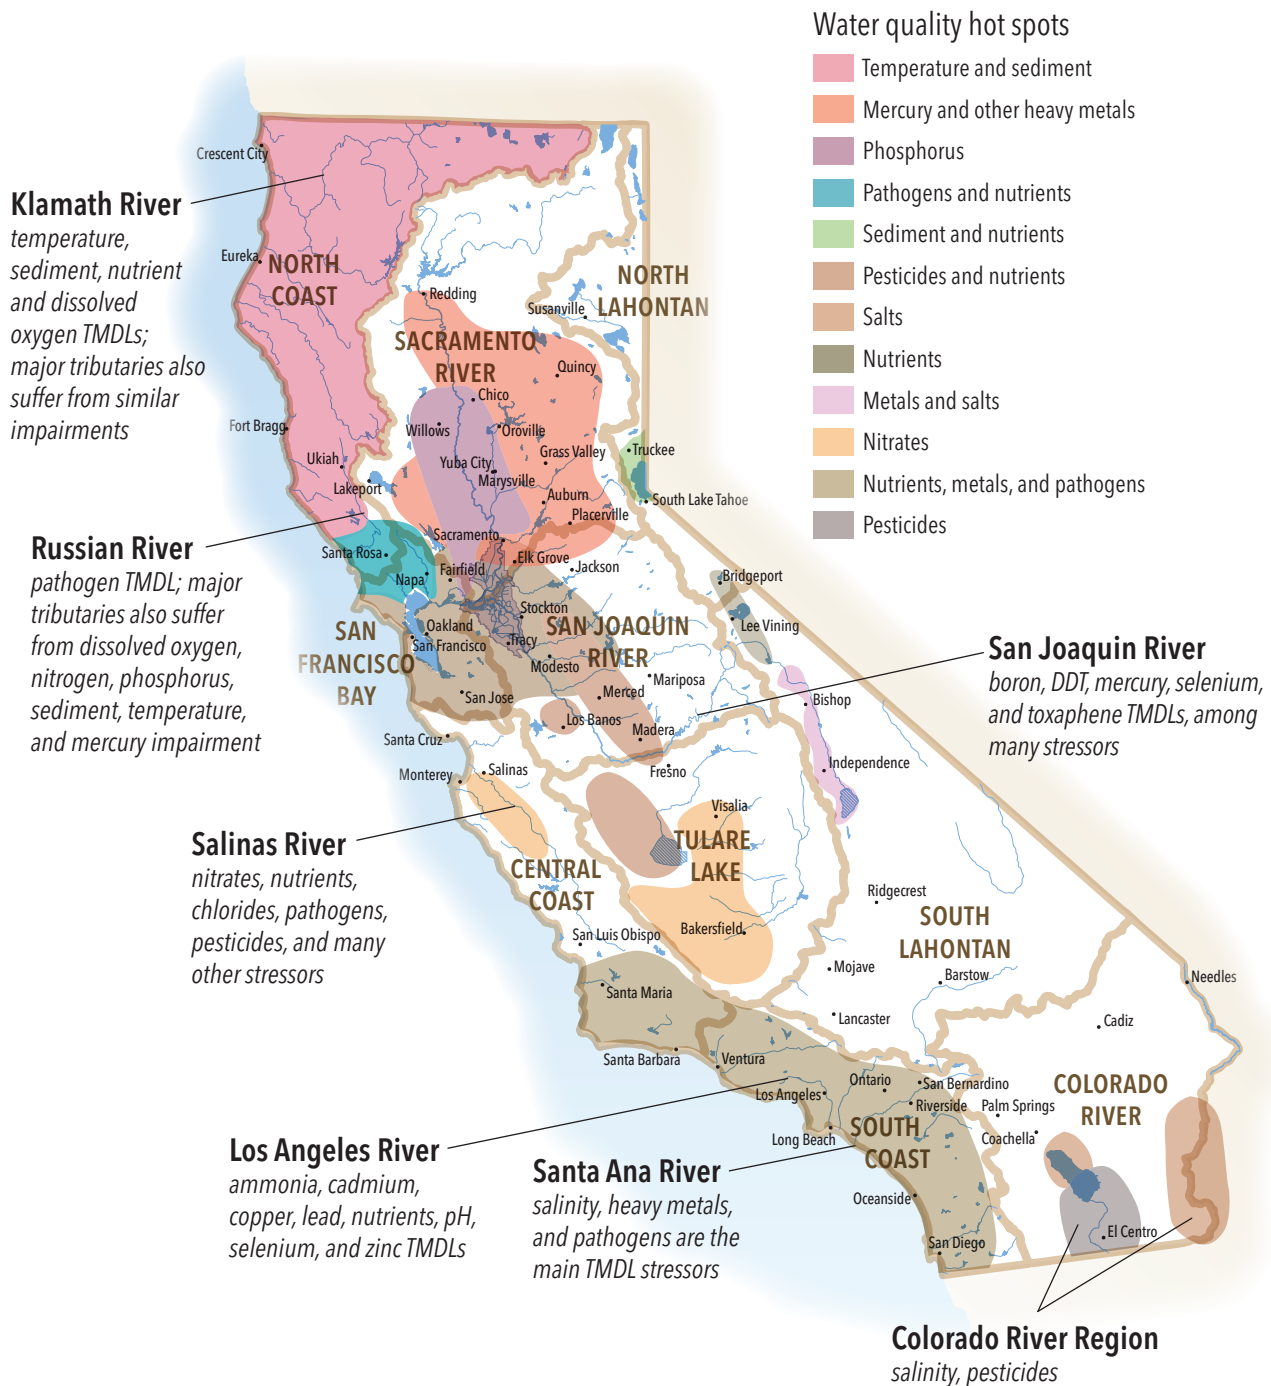 Water quality hot spots
Temperature and sediment
Mercury and other heavy metals
Phosphorus
Pathogens and nutrients
Sediment and nutrients
Pesticides and nutrients
Salts
Nutrients
Metals and salts
Nitrates
Nutrients, metals, and pathogens
Pesticides
Klamath River
temperature,
sediment, nutrient
and dissolved
oxygen TMDLs;
major tributaries also
suffer from similar
impairments
Russian River
pathogen TMDL; major
tributaries also suffer
from dissolved oxygen,
nitrogen, phosphorus,
sediment, temperature,
and mercury impairment
Salinas River
nitrates, nutrients,
chlorides, pathogens,
pesticides, and many
other stressors
Los Angeles River
ammonia, cadmium,
copper, lead, nutrients, pH,
selenium, and zinc TMDLs
Santa Ana River
salinity, heavy metals,
and pathogens are the
main TMDL stressors
San Joaquin River
boron, DDT, mercury, selenium,
and toxaphene TMDLs, among
many stressors
Colorado River Region
salinity, pesticides
NORTH
COAST
SACRAMENTO
RIVER
NORTH
LAHONTAN
SAN
FRANCISCO
BAY
SAN JOAQUIN
RIVER
CENTRAL
COAST
TULARE
LAKE
SOUTH
LAHONTAN
SOUTH
COAST
COLORADO
RIVER
Crescent City
Eureka
Redding
Susanville
Quincy
Chico
Fort Bragg
Willows
Oroville
Ukiah
Yuba City
Grass Valley
Truckee
Lakeport
Marysville
Auburn
South Lake Tahoe
Placerville
Sacramento
Santa Rosa
Elk Grove
Jackson
Napa
Fairfield
Bridgeport
Stockton
Lee Vining
Oakland
San Francisco
Tracy
Modesto
Mariposa
San Jose
Merced
Bishop
Los Banos
Santa Cruz
Madera
Monterey
Salinas
Fresno
Independence
Visalia
Ridgecrest
San Luis Obispo
Bakersfield
Mojave
Barstow
Needles
Santa Maria
Lancaster
Cadiz
Santa Barbara
Ventura
Ontario
San Bernardino
Los Angeles
Riverside
Palm Springs
Long Beach
Coachella
Oceanside
El Centro
San Diego